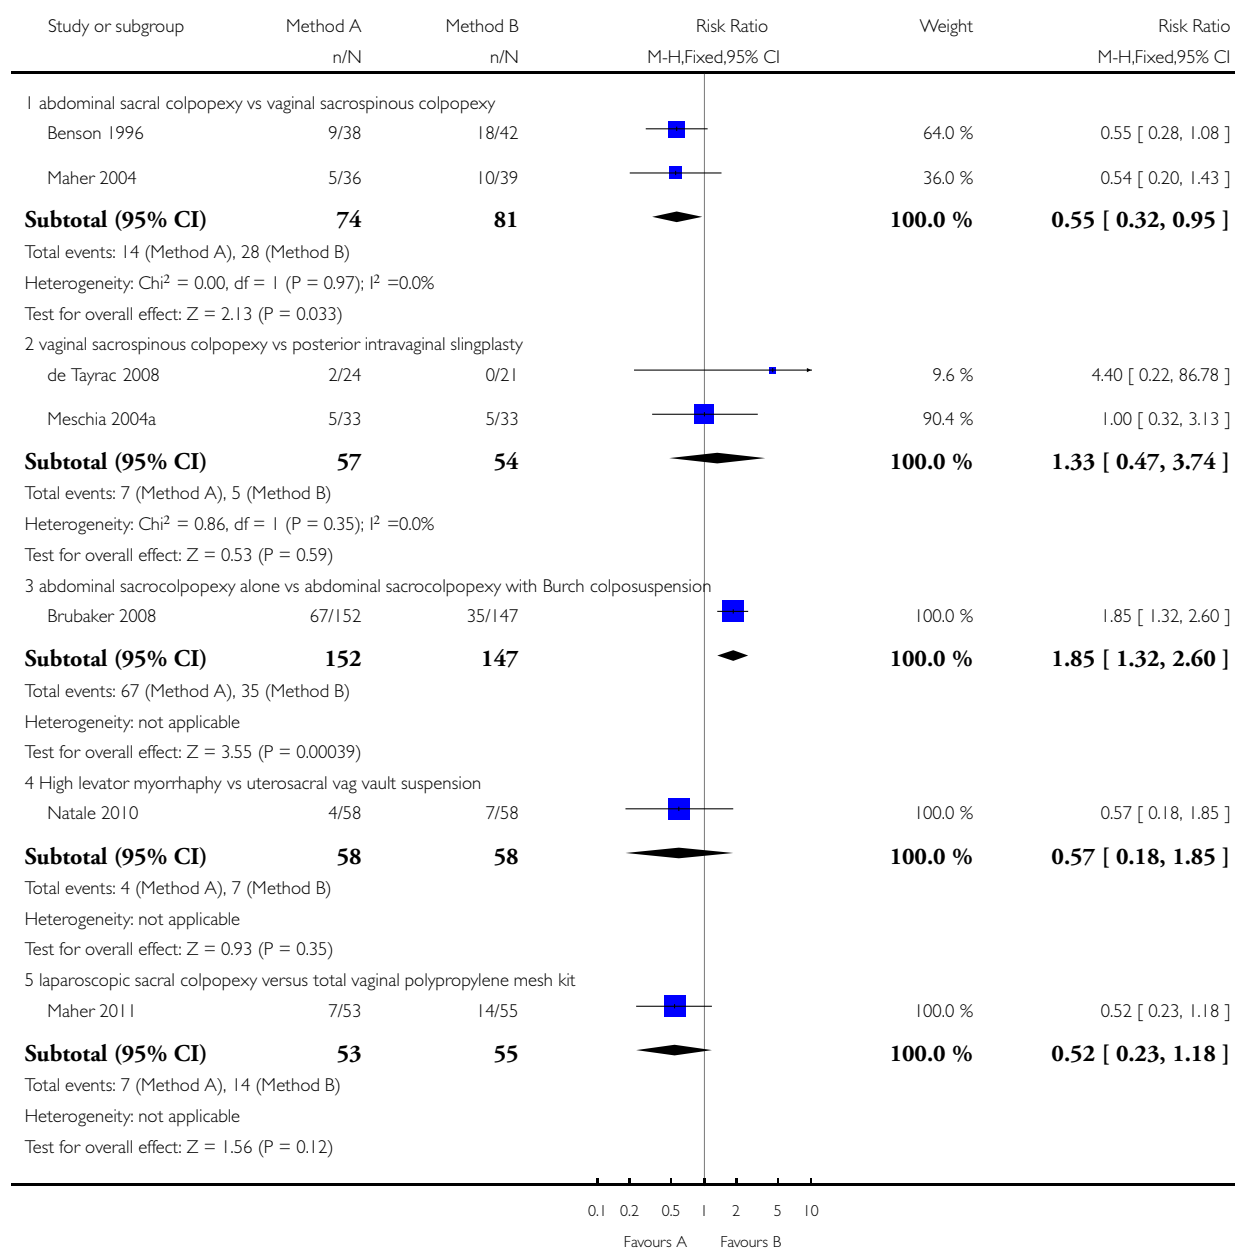 Study or subgroup Method A Method B Risk Ratio Weight Risk Ratio
n/N n/N M-H,Fixed,95% CI M-H,Fixed,95% CI
1 abdominal sacral colpopexy vs vaginal sacrospinous colpopexy
Benson 1996 9/38 18/42 64.0 % 0.55 [ 0.28, 1.08 ]
Maher 2004 5/36 10/39 36.0 % 0.54 [ 0.20, 1.43 ]
Subtotal (95% CI) 74 81 100.0 % 0.55 [ 0.32, 0.95 ]
Total events: 14 (Method A), 28 (Method B)
Heterogeneity: Chi² = 0.00, df = 1 (P = 0.97); I² =0.0%
Test for overall effect: Z = 2.13 (P = 0.033)
2 vaginal sacrospinous colpopexy vs posterior intravaginal slingplasty
de Tayrac 2008 2/24 0/21 9.6 % 4.40 [ 0.22, 86.78 ]
Meschia 2004a 5/33 5/33 90.4 % 1.00 [ 0.32, 3.13 ]
Subtotal (95% CI) 57 54 100.0 % 1.33 [ 0.47, 3.74 ]
Total events: 7 (Method A), 5 (Method B)
Heterogeneity: Chi² = 0.86, df = 1 (P = 0.35); I² =0.0%
Test for overall effect: Z = 0.53 (P = 0.59)
3 abdominal sacrocolpopexy alone vs abdominal sacrocolpopexy with Burch colposuspension
Brubaker 2008 67/152 35/147 100.0 % 1.85 [ 1.32, 2.60 ]
Subtotal (95% CI) 152 147 100.0 % 1.85 [ 1.32, 2.60 ]
Total events: 67 (Method A), 35 (Method B)
Heterogeneity: not applicable
Test for overall effect: Z = 3.55 (P = 0.00039)
4 High levator myorrhaphy vs uterosacral vag vault suspension
Natale 2010 4/58 7/58 100.0 % 0.57 [ 0.18, 1.85 ]
Subtotal (95% CI) 58 58 100.0 % 0.57 [ 0.18, 1.85 ]
Total events: 4 (Method A), 7 (Method B)
Heterogeneity: not applicable
Test for overall effect: Z = 0.93 (P = 0.35)
5 laparoscopic sacral colpopexy versus total vaginal polypropylene mesh kit
Maher 2011 7/53 14/55 100.0 % 0.52 [ 0.23, 1.18 ]
Subtotal (95% CI) 53 55 100.0 % 0.52 [ 0.23, 1.18 ]
Total events: 7 (Method A), 14 (Method B)
Heterogeneity: not applicable
Test for overall effect: Z = 1.56 (P = 0.12)
0.1 0.2 0.5 1 2 5 10
Favours A Favours B